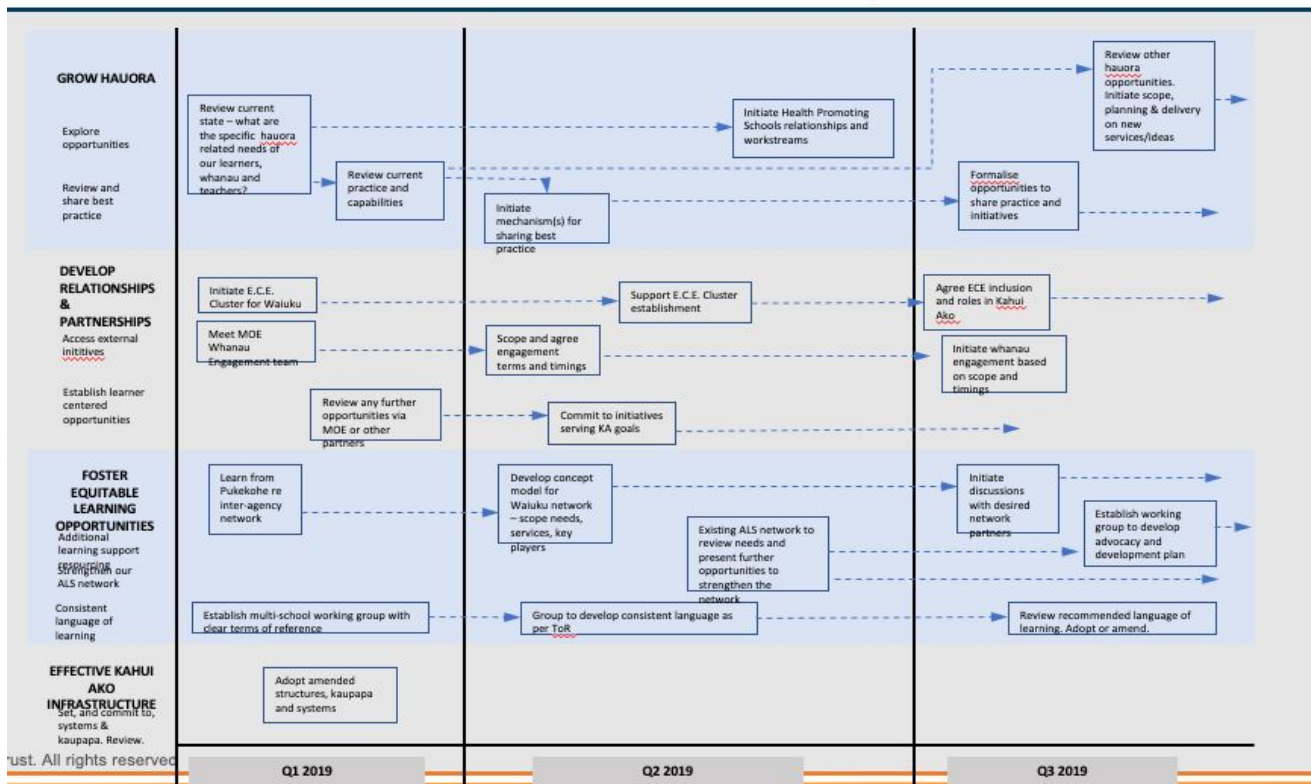 GROW HAUORA
Explore
opportunities
Review and
share best
practice
Review current
state – what are
the specific hauora
related needs of
our learners,
whanau and
teachers?
Review current
practice and
capabilities
Initiate
mechanism(s) for
sharing best
practice
Initiate Health Promoting
Schools relationships and
workstreams
Formalise
opportunities to
share practice and
initiatives
Review other
hauora
opportunities.
Initiate scope,
planning & delivery
on new
services/ideas
DEVELOP
RELATIONSHIPS
&
PARTNERSHIPS
Access external
inititives
Establish learner
centered
opportunities
Initiate E.C.E.
Cluster for Waiuku
Support E.C.E. Cluster
establishment
Agree ECE inclusion
and roles in Kahui
Ako
Meet MOE
Whanau
Engagement team
Scope and agree
engagement
terms and timings
Initiate whanau
engagement based
on scope and
timings
Review any further
opportunities via
MOE or other
partners
Commit to initiatives
serving KA goals
FOSTER
EQUITABLE
LEARNING
OPPORTUNITIES
Additional
learning support
resourcing
Strengthen our
ALS network
Consistent
language of
learning
Learn from
Pukekohe re
inter-agency
network
Develop concept
model for
Waiuku network
– scope needs,
services, key
players
Existing ALS network to
review needs and
present further
opportunities to
strengthen the
network
Initiate
discussions
with desired
network
partners
Establish working
group to develop
advocacy and
development plan
Establish multi-school working group with
clear terms of reference
Group to develop consistent language as
per ToR
Review recommended language of
learning. Adopt or amend.
EFFECTIVE KAHUI
AKO
INFRASTRUCTURE
Set, and commit to,
systems &
kaupapa. Review.
Adopt amended
structures, kaupapa
and systems
rust. All rights reserved
Q1 2019
Q2 2019
Q3 2019